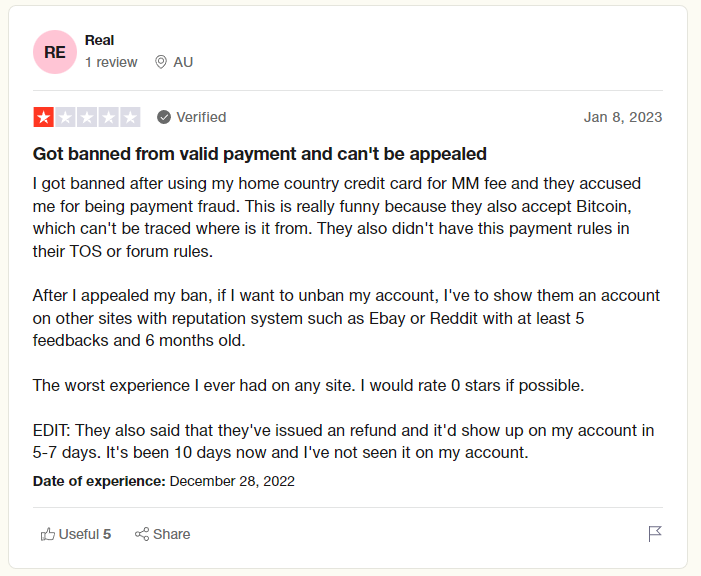 RE
Real
1 review AU
Verified
Jan 8, 2023
Got banned from valid payment and can't be appealed
I got banned after using my home country credit card for MM fee and they accused
me for being payment fraud. This is really funny because they also accept Bitcoin,
which can't be traced where is it from. They also didn't have this payment rules in
their TOS or forum rules.
After I appealed my ban, if I want to unban my account, I've to show them an account
on other sites with reputation system such as Ebay or Reddit with at least 5
feedbacks and 6 months old.
The worst experience I ever had on any site. I would rate 0 stars if possible.
EDIT: They also said that they've issued an refund and it'd show up on my account in
5-7 days. It's been 10 days now and I've not seen it on my account.
Date of experience: December 28, 2022
Useful 5 Share